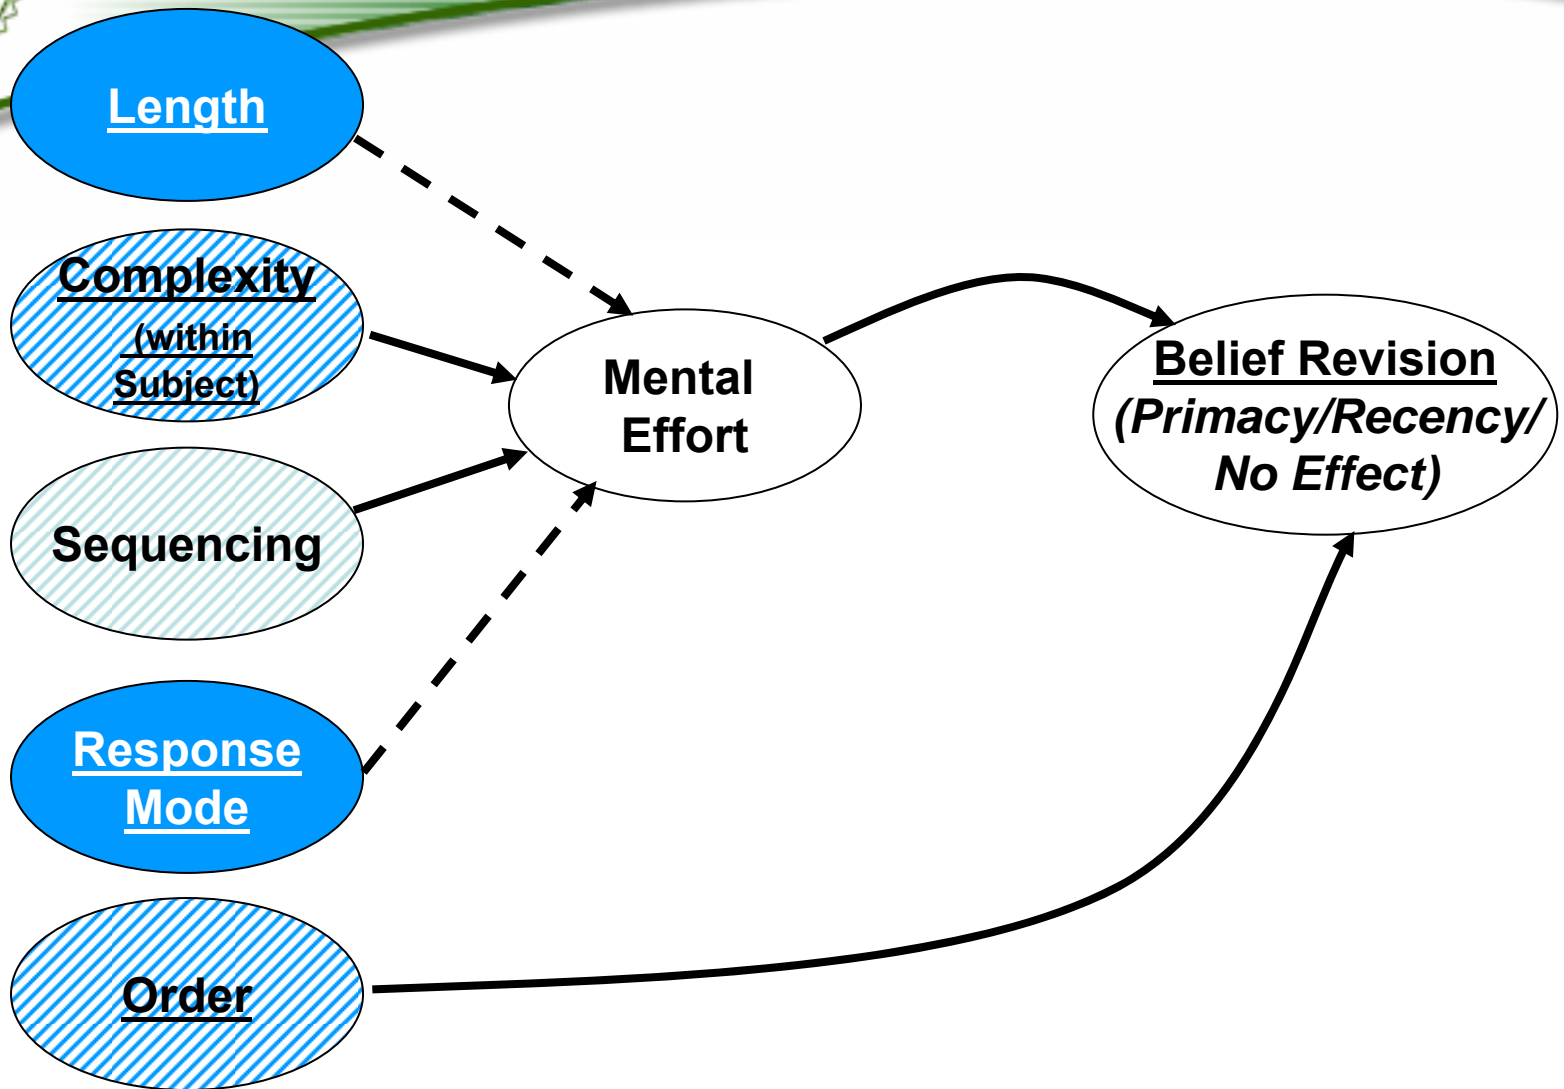 Length
Complexity
(within
Subject)
Sequencing
Response
Mode
Order
Mental
Effort
Belief Revision
(Primacy/Recency/
No Effect)